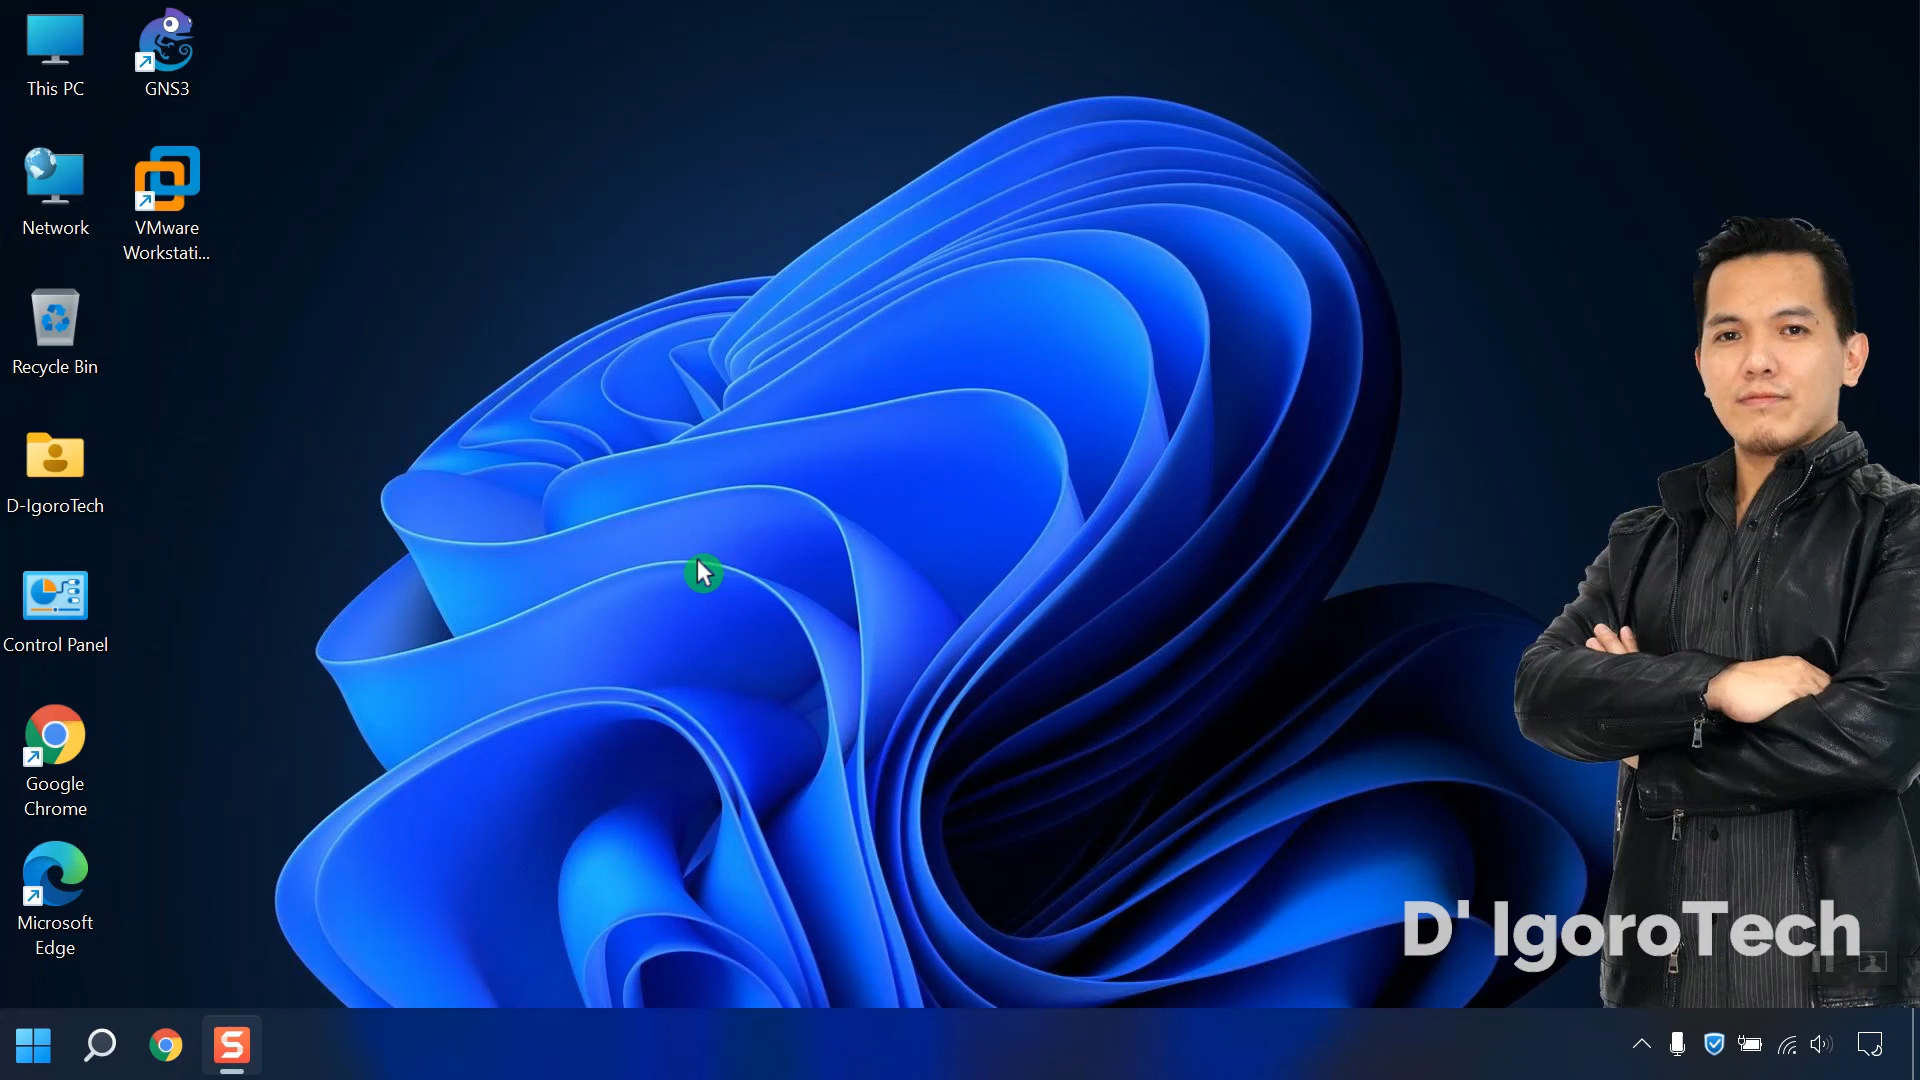 This PC
GNS3
Network
VMware
Workstati...
Recycle Bin
D-IgoroTech
Control Panel
Google
Chrome
Microsoft
Edge
D' IgoroTech
S